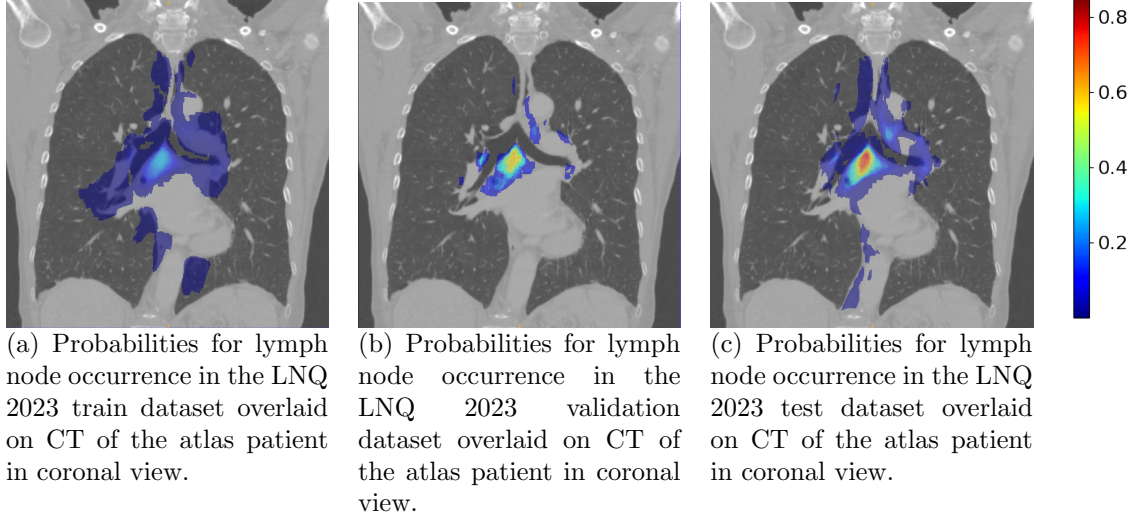 0.8
0.6
0.4
0.2
(a) Probabilities for lymph
node occurrence in the LNQ
2023 train dataset overlaid
on CT of the atlas patient
in coronal view.
(b) Probabilities for lymph
node occurrence in the
LNQ 2023 validation
dataset overlaid on CT of
the atlas patient in coronal
view.
(c) Probabilities for lymph
node occurrence in the LNQ
2023 test dataset overlaid
on CT of the atlas patient
in coronal view.